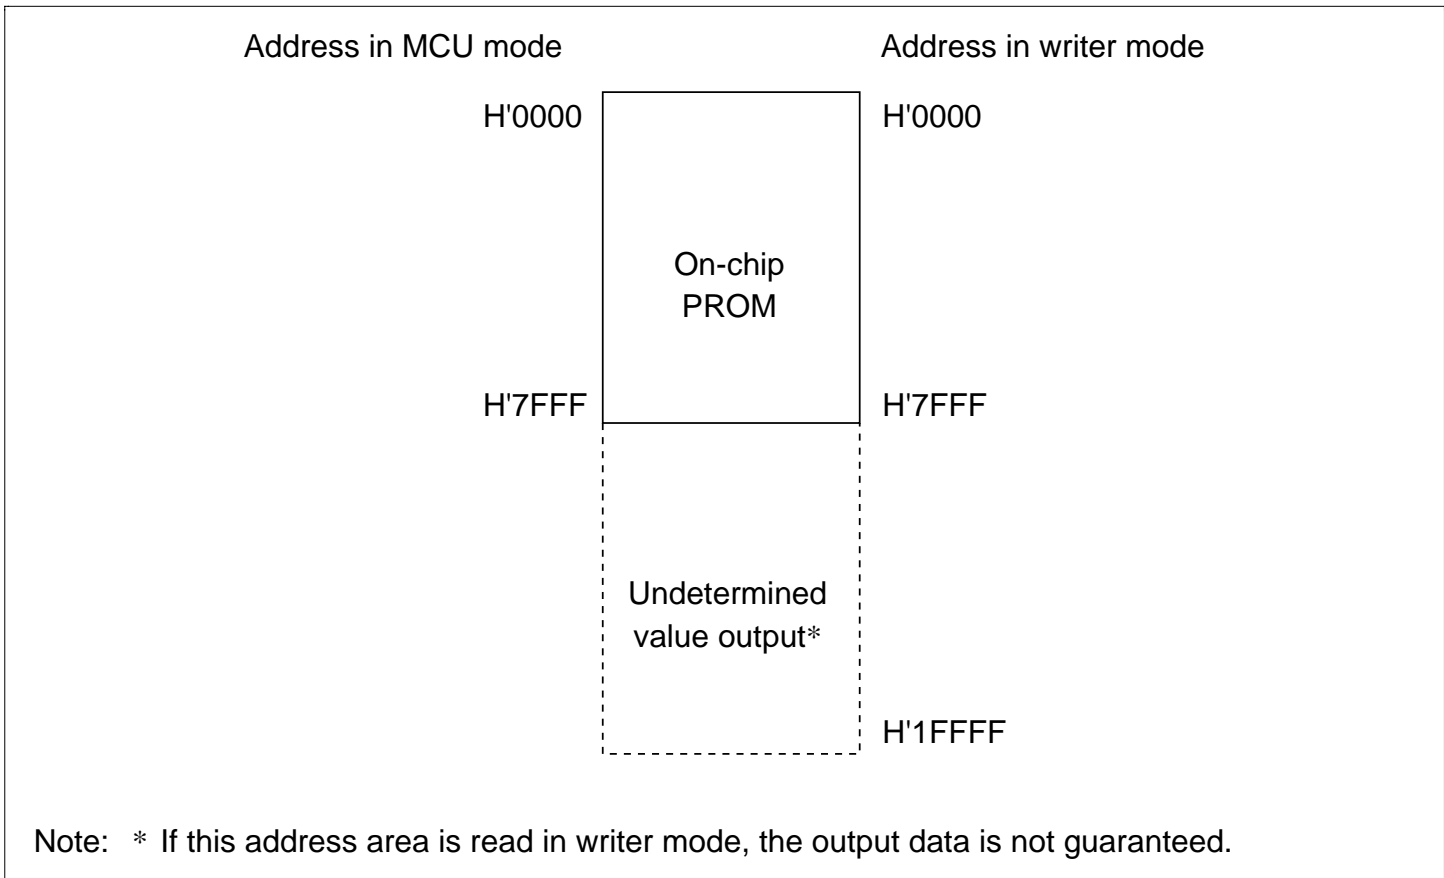 Address in MCU mode Address in writer mode
H'0000 H'0000
On-chip
PROM
H'7FFF H'7FFF
Undetermined
value output*
H'1FFFF
Note: * If this address area is read in writer mode, the output data is not guaranteed.